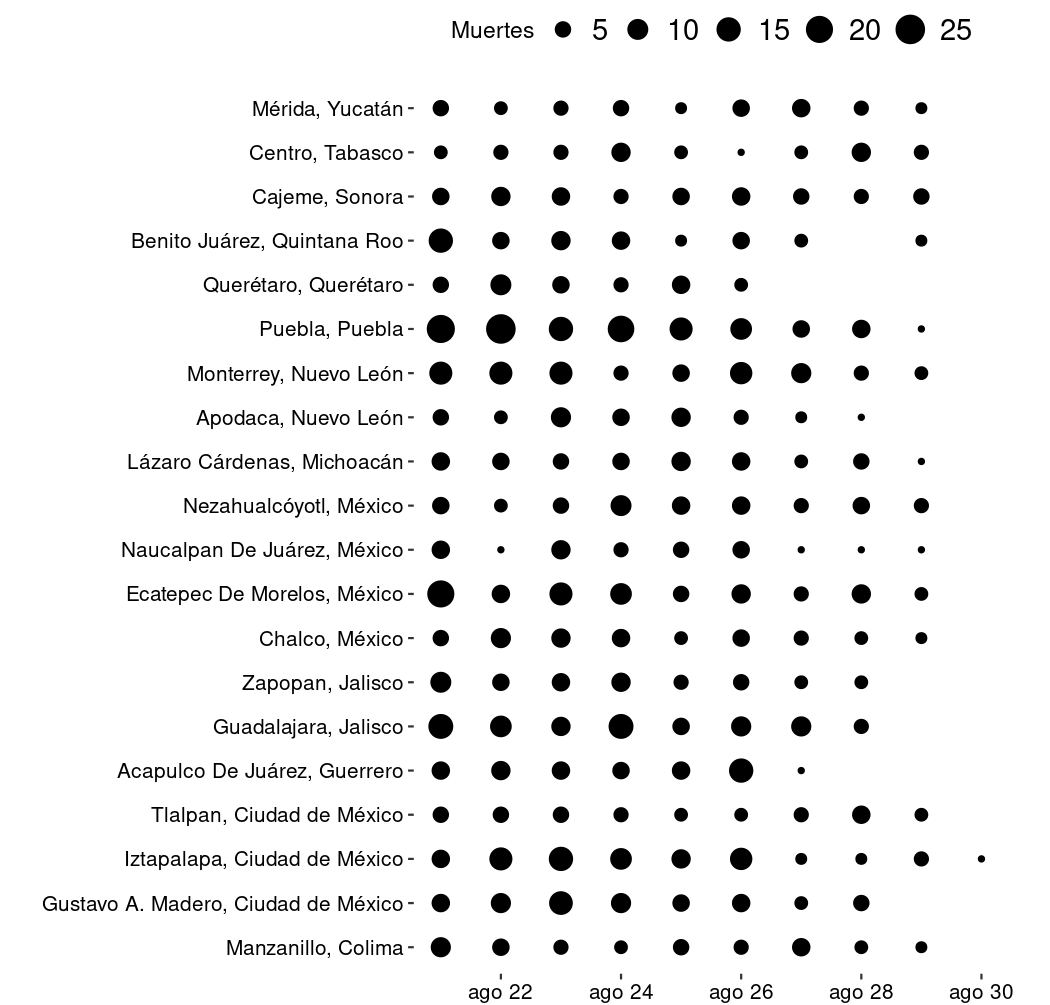 Muertes 5 10 15 20 25
Mérida, Yucatán
Centro, Tabasco
Cajeme, Sonora
Benito Juárez, Quintana Roo
Querétaro, Querétaro
Puebla, Puebla
Monterrey, Nuevo León
Apodaca, Nuevo León
Lázaro Cárdenas, Michoacán
Nezahualcóyotl, México
Naucalpan De Juárez, México
Ecatepec De Morelos, México
Chalco, México
Zapopan, Jalisco
Guadalajara, Jalisco
Acapulco De Juárez, Guerrero
Tlalpan, Ciudad de México
Iztapalapa, Ciudad de México
Gustavo A. Madero, Ciudad de México
Manzanillo, Colima
ago 22 ago 24 ago 26 ago 28 ago 30